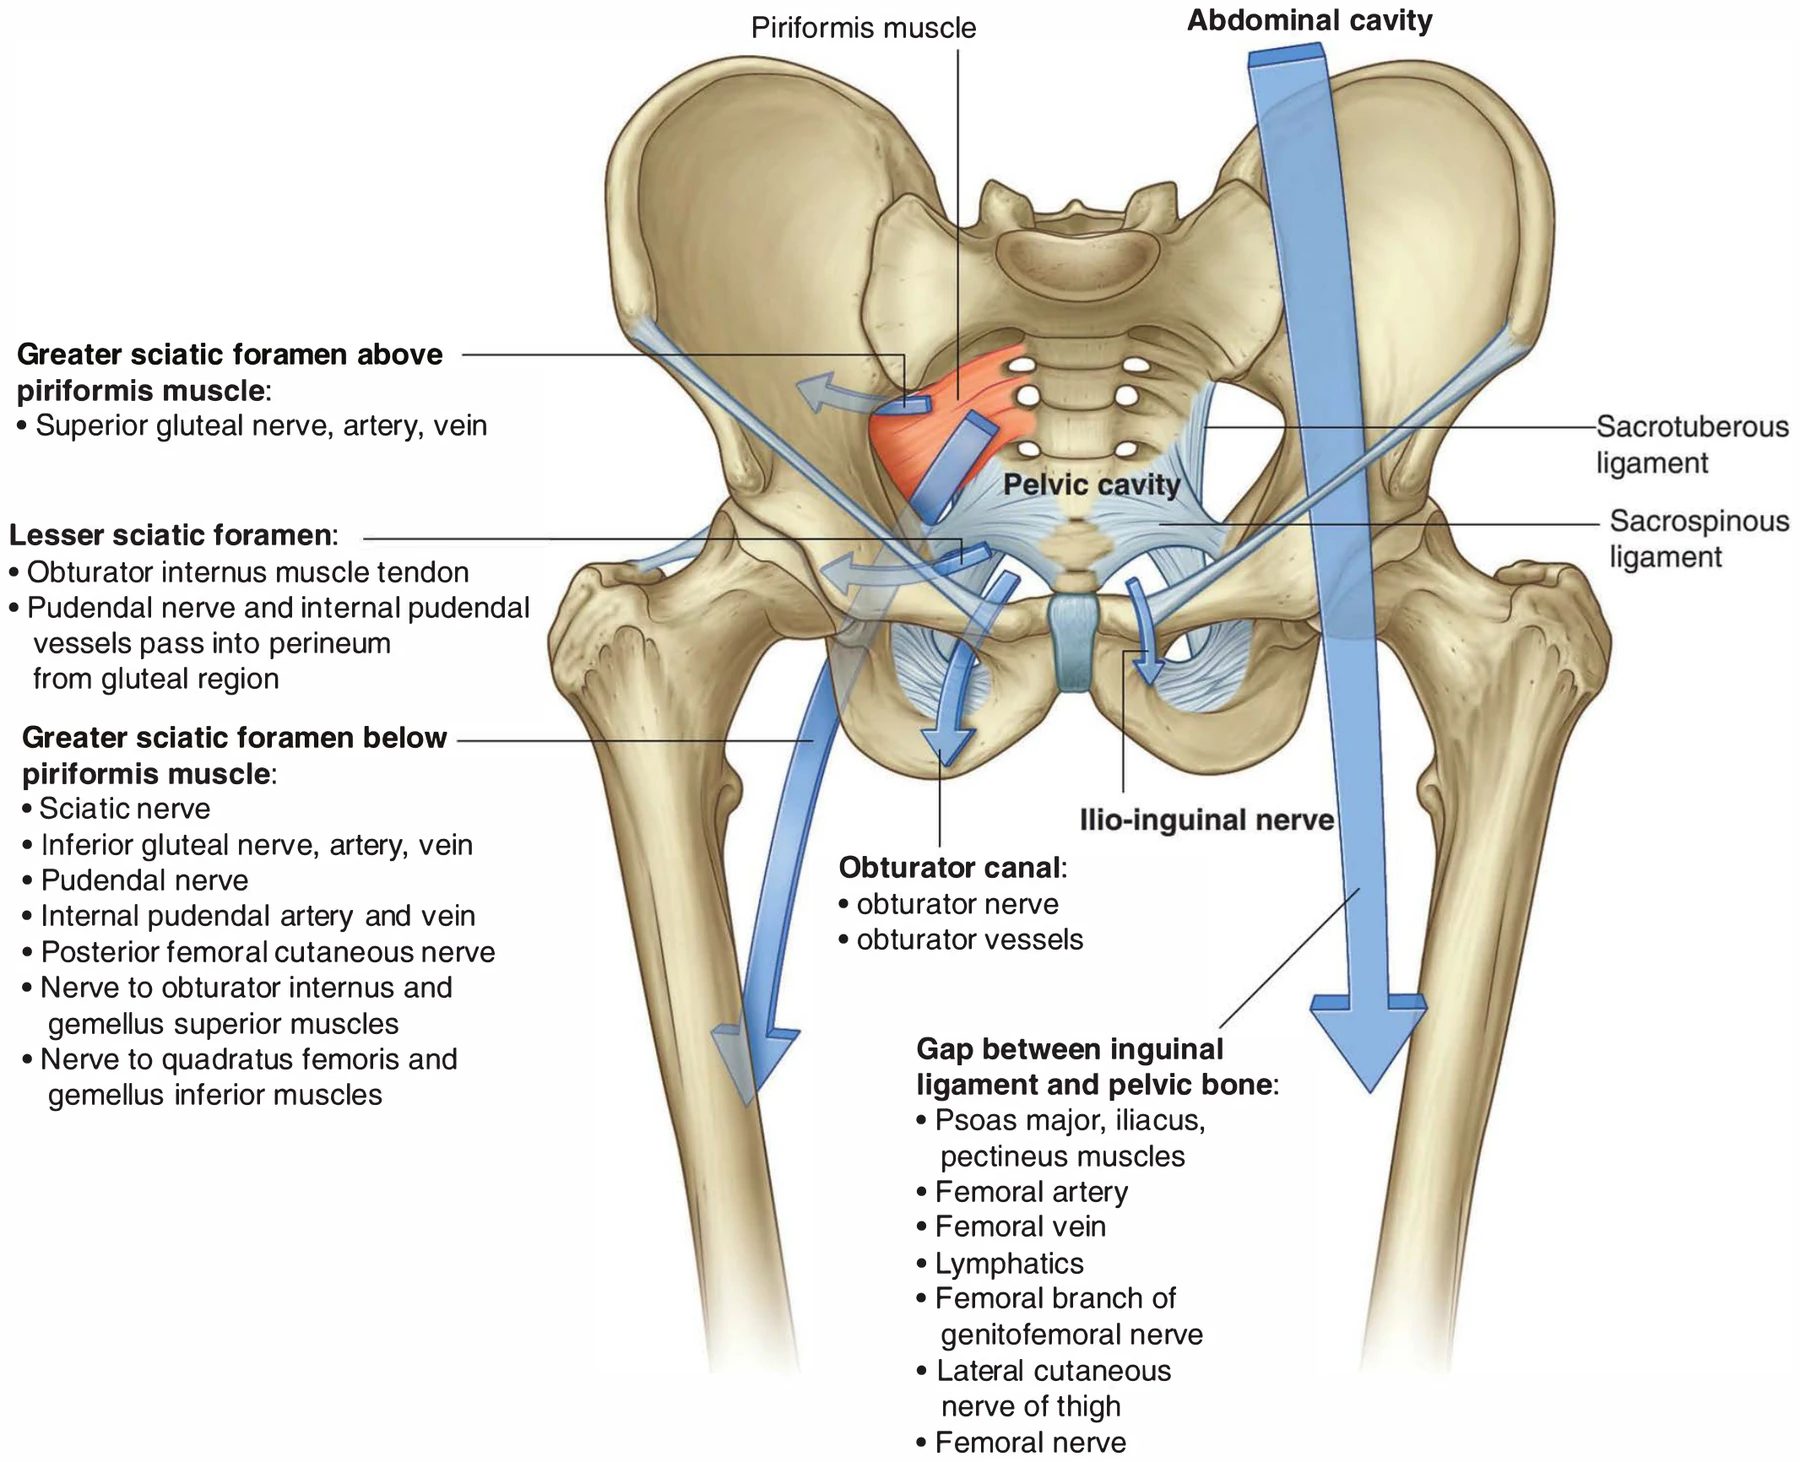 Piriformis muscle
Abdominal cavity
Greater sciatic foramen above
piriformis muscle:
• Superior gluteal nerve, artery, vein
Sacrotuberous
ligament
Pelvic cavity
Sacrospinous
ligament
Lesser sciatic foramen:
• Obturator internus muscle tendon
• Pudendal nerve and internal pudendal
vessels pass into perineum
from gluteal region
Greater sciatic foramen below
piriformis muscle:
• Sciatic nerve
• Inferior gluteal nerve, artery, vein
• Pudendal nerve
• Internal pudendal artery and vein
• Posterior femoral cutaneous nerve
• Nerve to obturator internus and
gemellus superior muscles
• Nerve to quadratus femoris and
gemellus inferior muscles
Ilio-inguinal nerve
Obturator canal:
• obturator nerve
• obturator vessels
Gap between inguinal
ligament and pelvic bone:
• Psoas major, iliacus,
pectineus muscles
• Femoral artery
• Femoral vein
• Lymphatics
• Femoral branch of
genitofemoral nerve
• Lateral cutaneous
nerve of thigh
• Femoral nerve